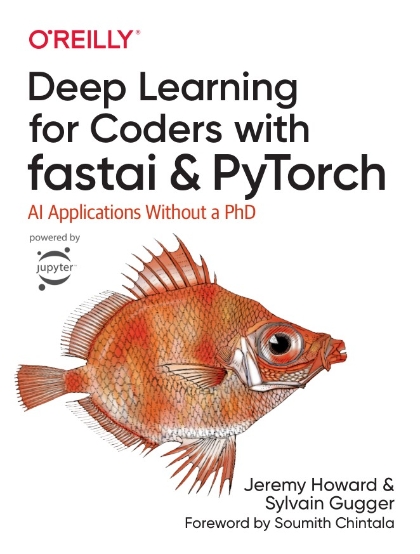 O'REILLY®
Deep Learning
for Coders with
fastai & PyTorch
AI Applications Without a PhD
powered by
jupyter
Jeremy Howard &
Sylvain Gugger
Foreword by Soumith Chintala